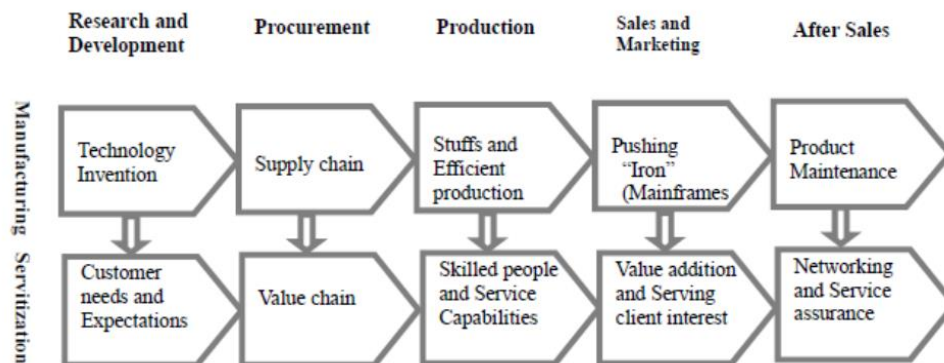 Research and
Development
Procurement
Production
Sales and
Marketing
After Sales
Manufacturing
Technology
Invention
Supply chain
Stuffs and
Efficient
production
Pushing
“Iron”
(Mainframes
Product
Maintenance
Servitization
Customer
needs and
Expectations
Value chain
Skilled people
and Service
Capabilities
Value addition
and Serving
client interest
Networking
and Service
assurance